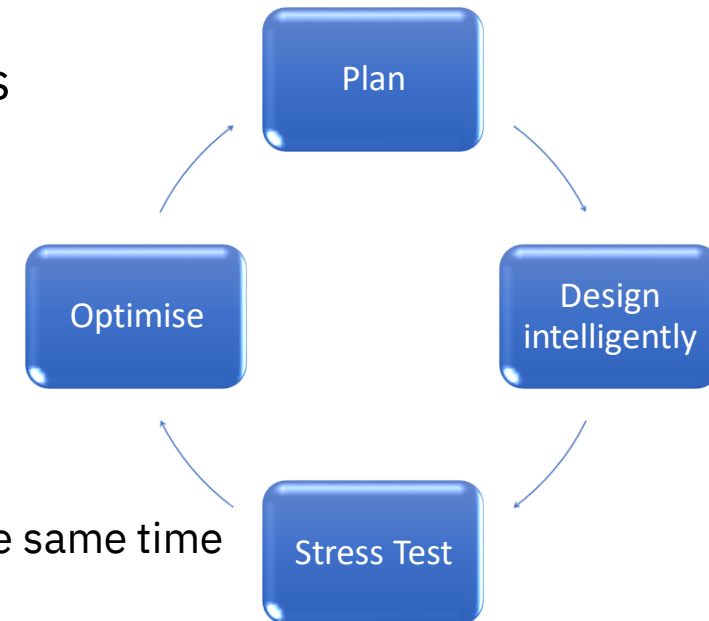 s
Plan
Optimise
Design
intelligently
e same time
Stress Test